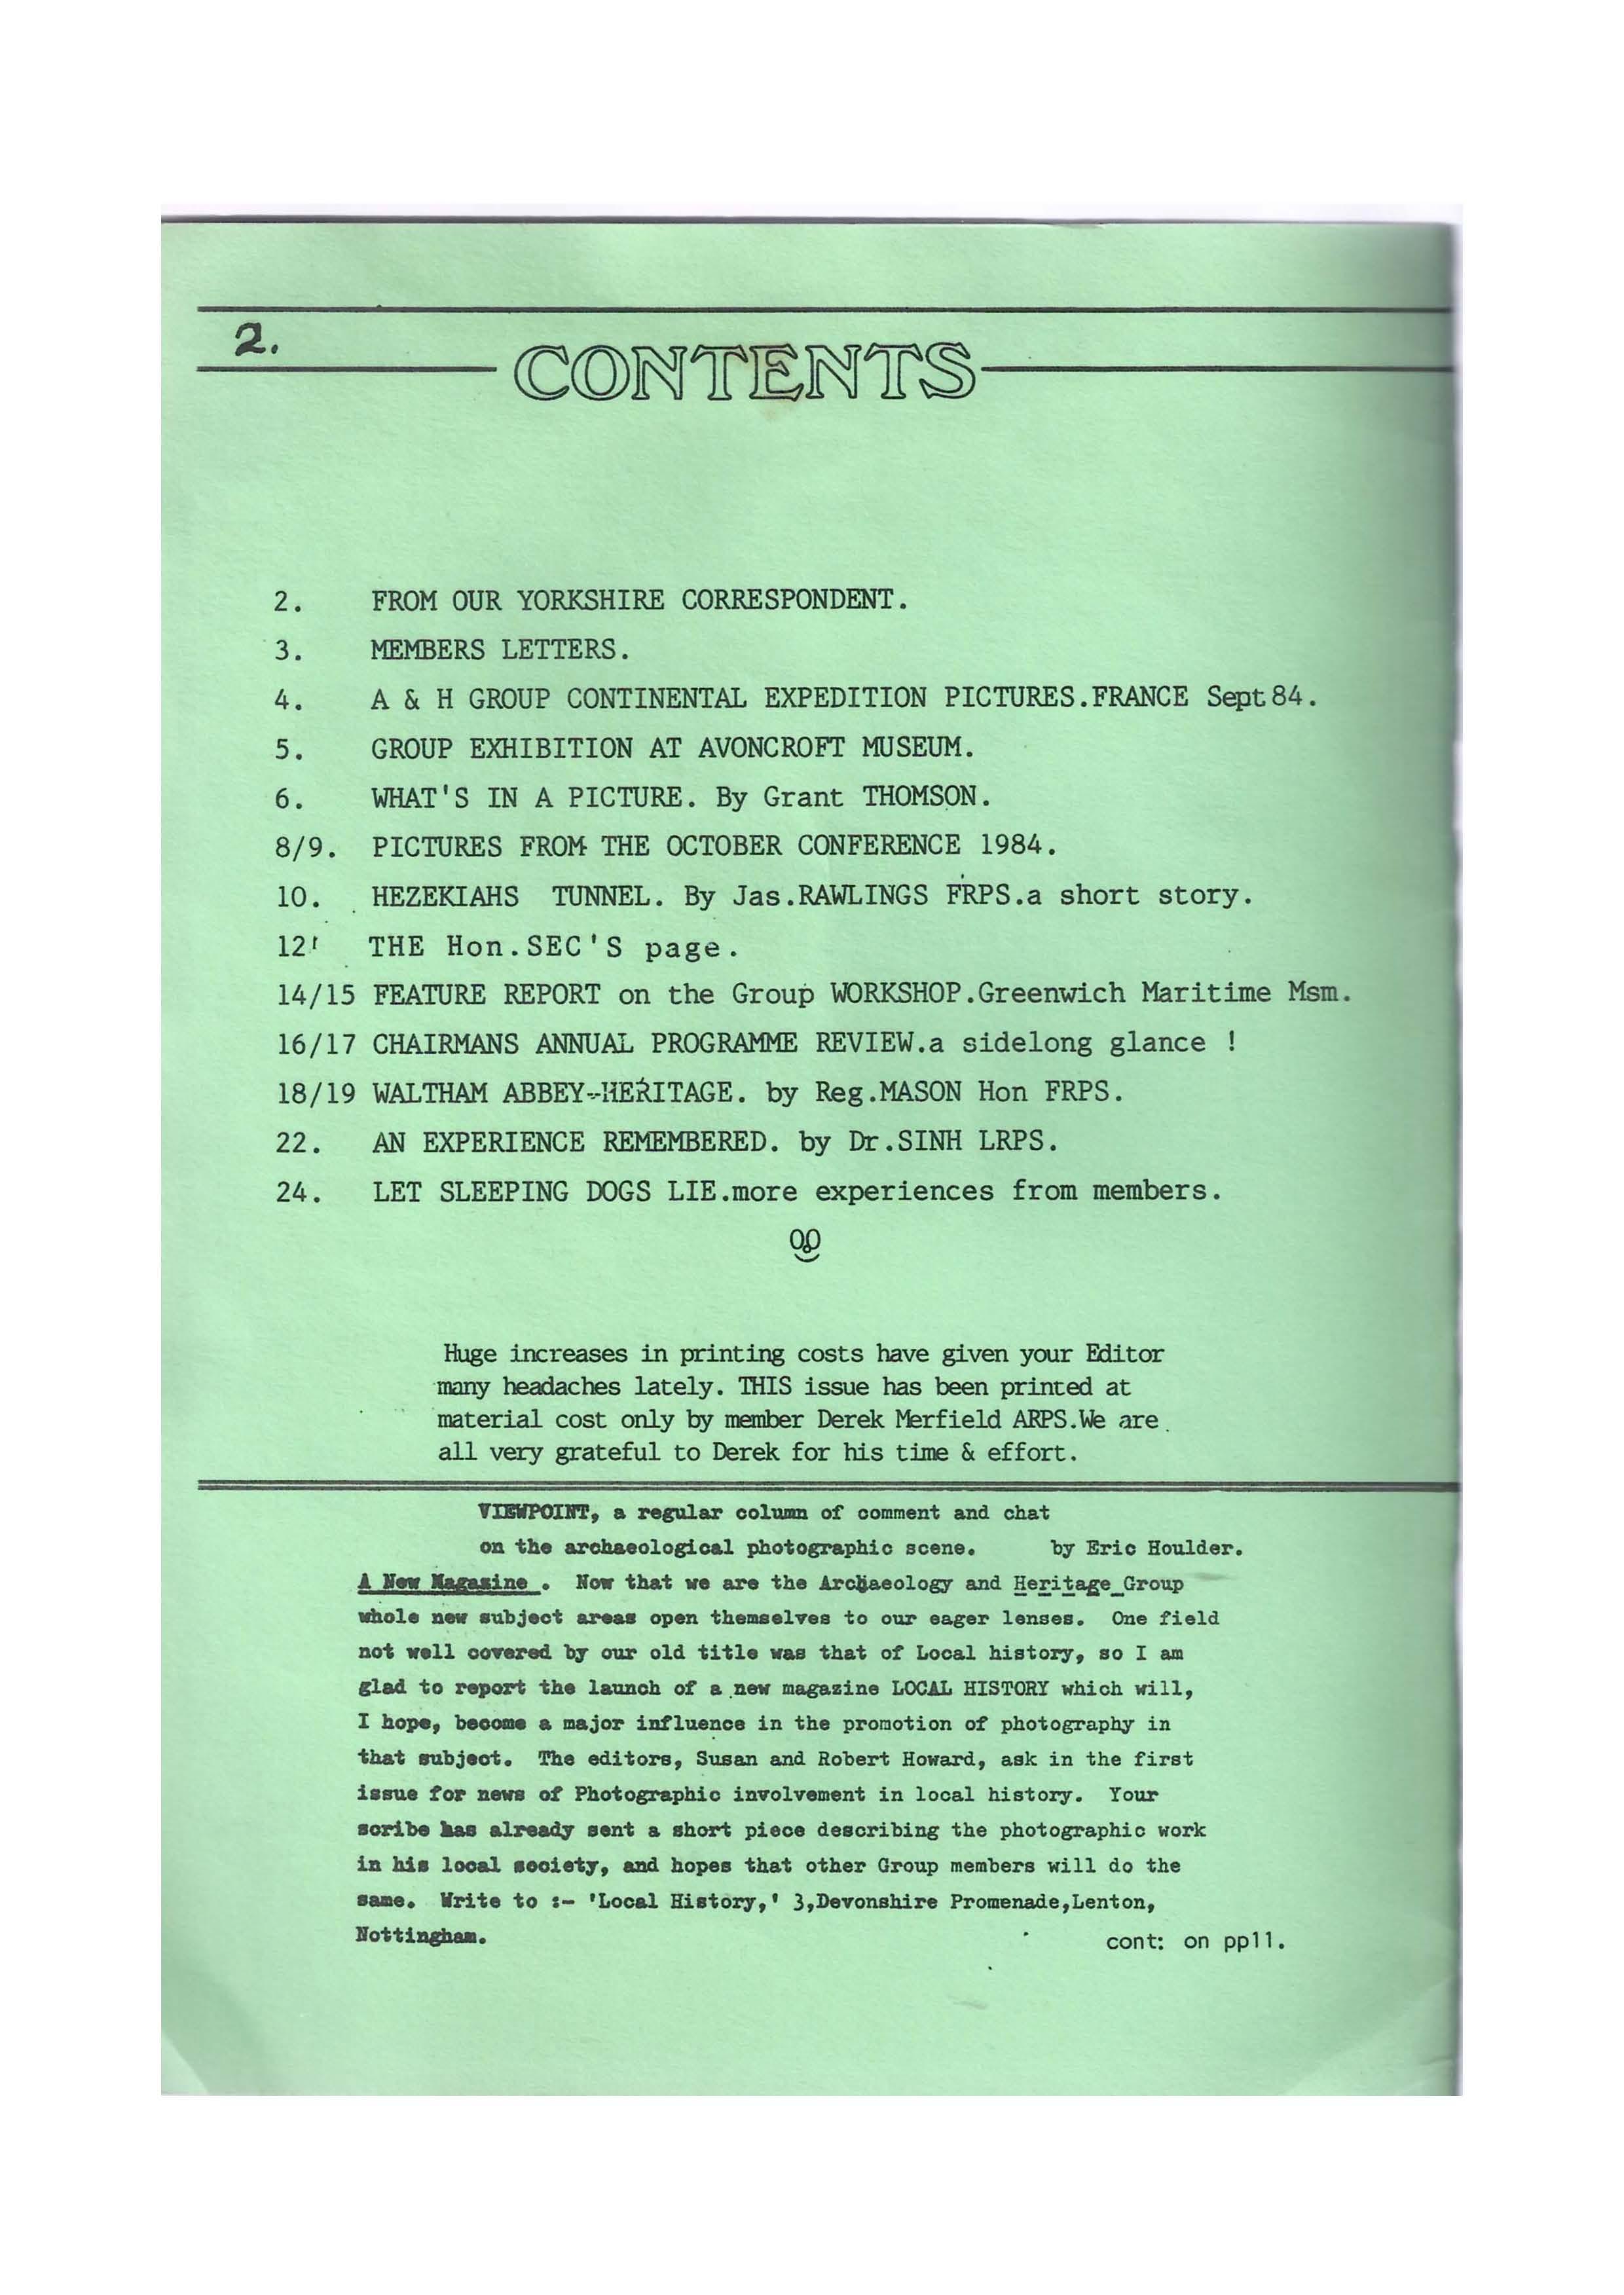 2.
CONTENTS
2. FROM OUR YORKSHIRE CORRESPONDENT.
3. MEMBERS LETTERS.
4. A & H GROUP CONTINENTAL EXPEDITION PICTURES.FRANCE Sept 84.
5. GROUP EXHIBITION AT AVONCROFT MUSEUM.
6. WHAT'S IN A PICTURE. By Grant THOMSON.
8/9. PICTURES FROM THE OCTOBER CONFERENCE 1984.
10. HEZEKIAHS TUNNEL. By Jas.RAWLINGS FRPS.a short story.
12' THE Hon.SEC'S page.
14/15 FEATURE REPORT on the Group WORKSHOP.Greenwich Maritime Msm.
16/17 CHAIRMANS ANNUAL PROGRAMME REVIEW.a sidelong glance !
18/19 WALTHAM ABBEY--HERITAGE. by Reg.MASON Hon FRPS.
22. AN EXPERIENCE REMEMBERED. by Dr.SINH LRPS.
24. LET SLEEPING DOGS LIE.more experiences from members.
Huge increases in printing costs have given your Editor
many headaches lately. THIS issue has been printed at
material cost only by member Derek Merfield ARPS.We are
all very grateful to Derek for his time & effort.
VIEWPOINT, a regular column of comment and chat
on the archaeological photographic scene. by Eric Houlder.
A New Magazine . Now that we are the Archaeology and Heritage Group
whole new subject areas open themselves to our eager lenses. One field
not well covered by our old title was that of Local history, so I am
glad to report the launch of a new magazine LOCAL HISTORY which will,
I hope, become a major influence in the promotion of photography in
that subject. The editors, Susan and Robert Howard, ask in the first
issue for news of Photographic involvement in local history. Your
scribe has already sent a short piece describing the photographic work
in his local society, and hopes that other Group members will do the
same. Write to :- 'Local History,' 3,Devonshire Promenade,Lenton,
Nottingham.
cont: on pp11.